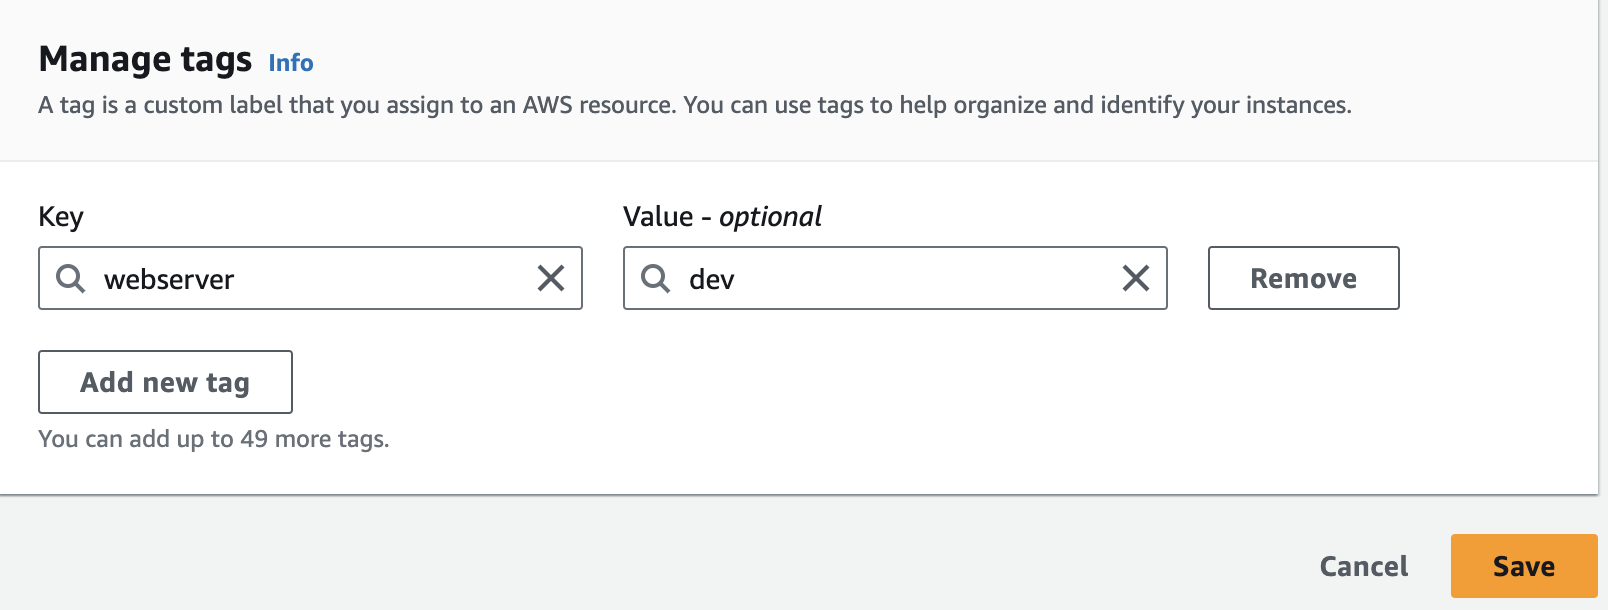 Manage tags Info
A tag is a custom label that you assign to an AWS resource. You can use tags to help organize and identify your instances.
Key
Value - optional
webserver
dev
Remove
Add new tag
You can add up to 49 more tags.
Cancel
Save